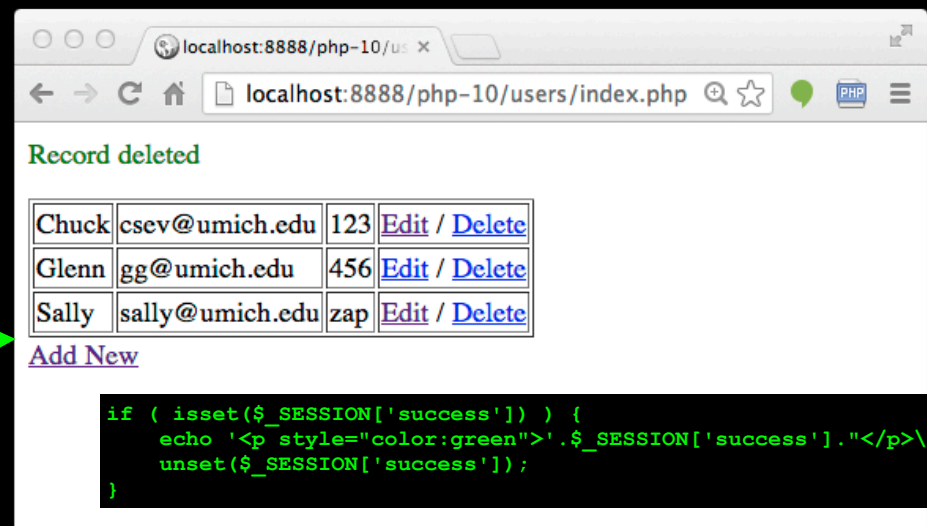 localhost:8888/php-10/us
localhost:8888/php-10/users/index.php
PHP
Record deleted
Chuck csev@umich.edu 123 Edit / Delete
Glenn gg@umich.edu 456 Edit / Delete
Sally sally@umich.edu zap Edit / Delete
Add New
if ( isset($_SESSION['success']) ) {
    echo '<p style="color:green">'.$_SESSION['success']."</p>\
    unset($_SESSION['success']);
}